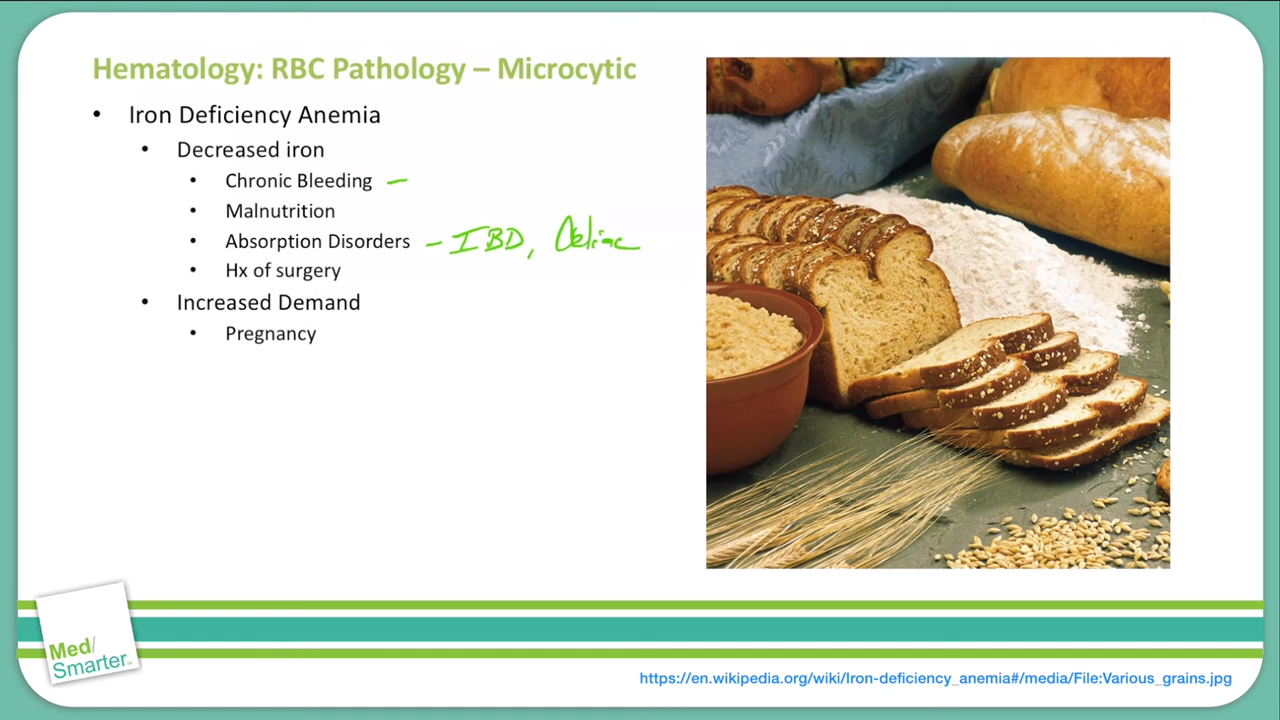 Hematology: RBC Pathology – Microcytic
• Iron Deficiency Anemia
• Decreased iron
• Chronic Bleeding –
• Malnutrition
• Absorption Disorders – IBD, Celiac
• Hx of surgery
• Increased Demand
• Pregnancy
Med/
Smarter™
https://en.wikipedia.org/wiki/Iron-deficiency_anemia#/media/File:Various_grains.jpg